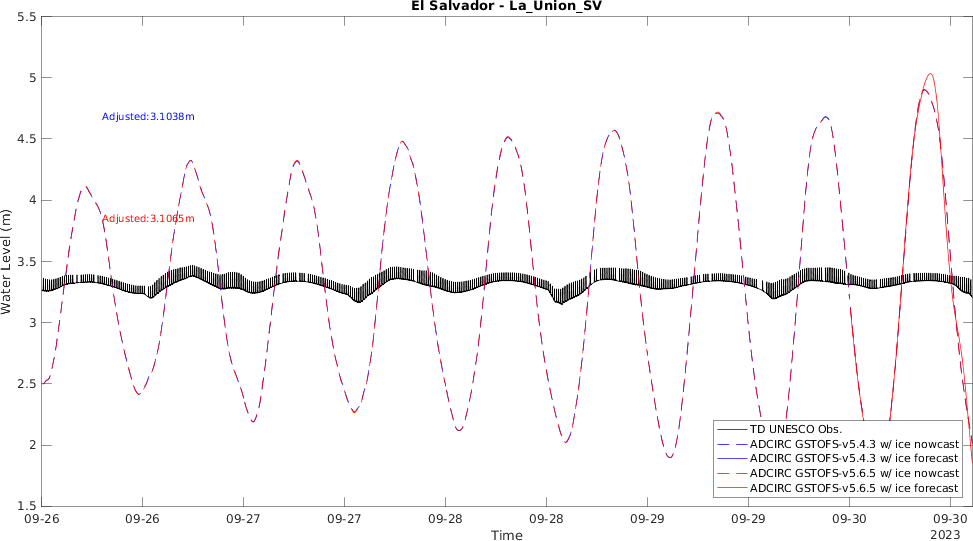 El Salvador - La_Union_SV
5.5
5
4.5
4
3.5
3
2.5
2
1.5
Water Level (m)
Adjusted:3.1038m
Adjusted:3.1065m
TD UNESCO Obs.
ADCIRC GSTOFS-v5.4.3 w/ ice nowcast
ADCIRC GSTOFS-v5.4.3 w/ ice forecast
ADCIRC GSTOFS-v5.6.5 w/ ice nowcast
ADCIRC GSTOFS-v5.6.5 w/ ice forecast
09-26 09-26 09-27 09-27 09-28 09-28 09-29 09-29 09-30 09-30
2023
Time